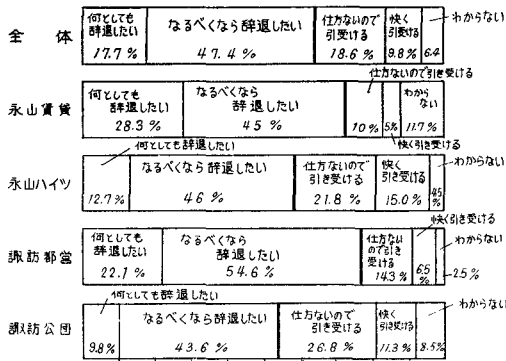 何としても
辞退したい
なるべくなら辞退したい
仕方ないので
引受ける
快く
引受ける
わからない
全体
17.7%
47.4%
18.6%
9.8%
6.4
仕方ないので引き受ける
何としても
辞退したい
なるべくなら
辞退したい
わから
ない
永山賃貸
28.3%
45%
10%
5%
11.7%
快く引き受ける
何としても辞退したい
なるべくなら辞退したい
仕方ないので
引き受ける
快く
引き受ける
わからない
永山ハイツ
12.7%
46%
21.8%
15.0%
4.5
%
快く引き受ける
何としても
辞退したい
なるべくなら
辞退したい
仕方ない
ので引き
受ける
わからない
諏訪都営
22.1%
54.6%
14.3%
6.5
%
2.5%
何としても辞退したい
なるべくなら辞退したい
仕方ないので
引き受ける
快く
引き受ける
わからない
諏訪公団
9.8%
43.6%
26.8%
11.3%
8.5%